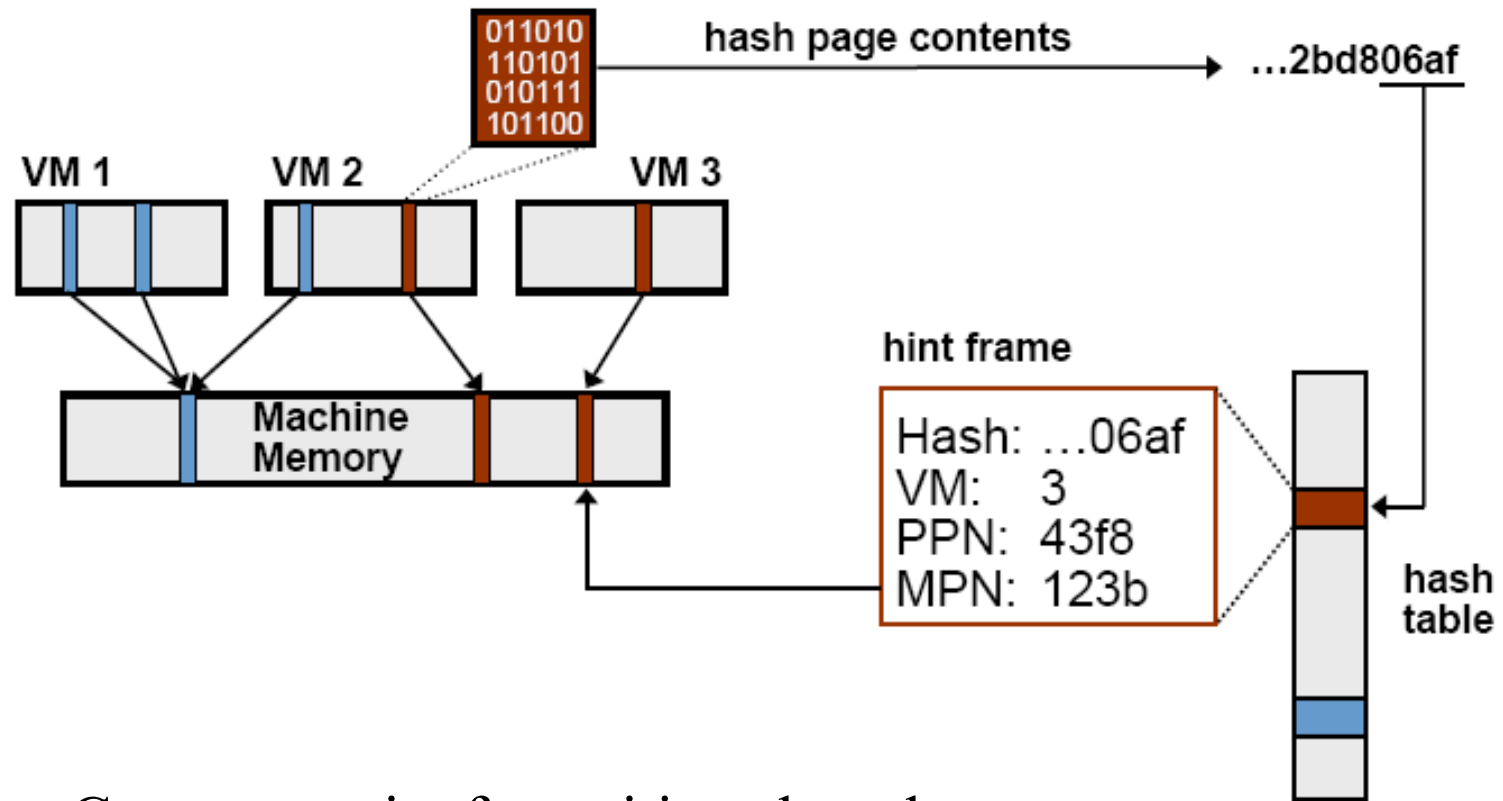 011010
110101
010111
101100
hash page contents
...2bd806af
VM 1
VM 2
VM 3
Machine
Memory
hint frame
Hash: ...06af
VM: 3
PPN: 43f8
MPN: 123b
hash
table